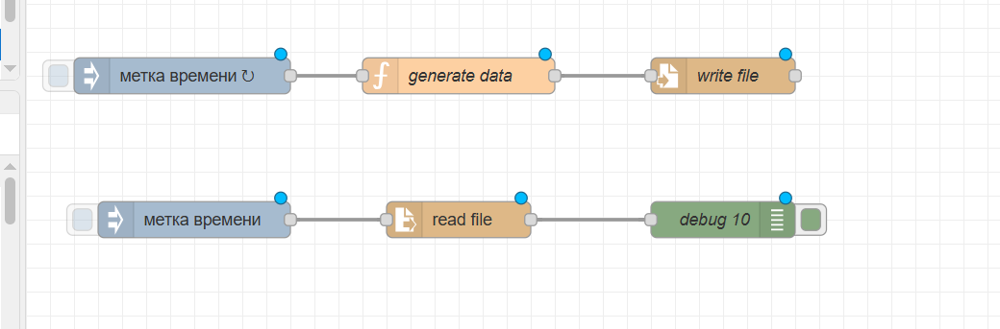 метка времени ↻
generate data
write file
метка времени
read file
debug 10